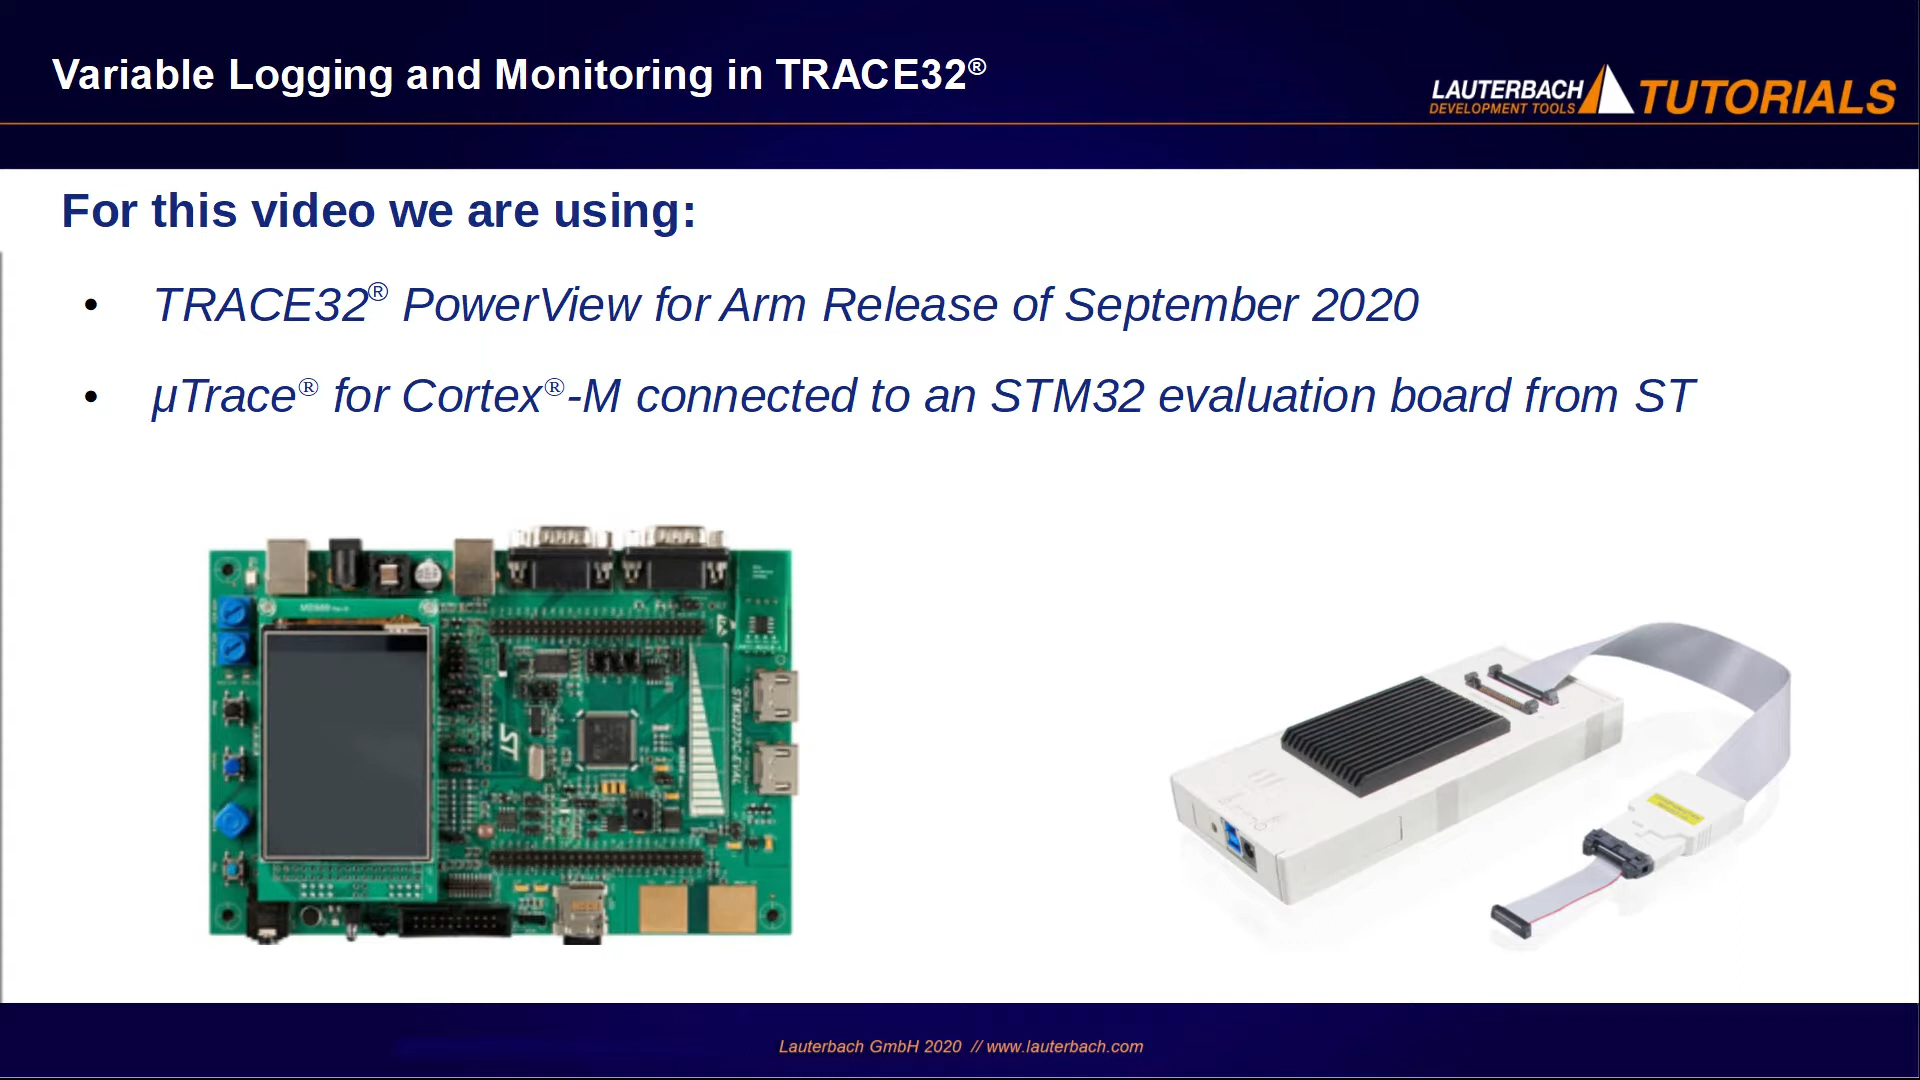 Variable Logging and Monitoring in TRACE32®
LAUTERBACH
DEVELOPMENT TOOLS
TUTORIALS
For this video we are using:
• TRACE32® PowerView for Arm Release of September 2020
• µTrace® for Cortex®-M connected to an STM32 evaluation board from ST
ST
Lauterbach GmbH 2020 // www.lauterbach.com